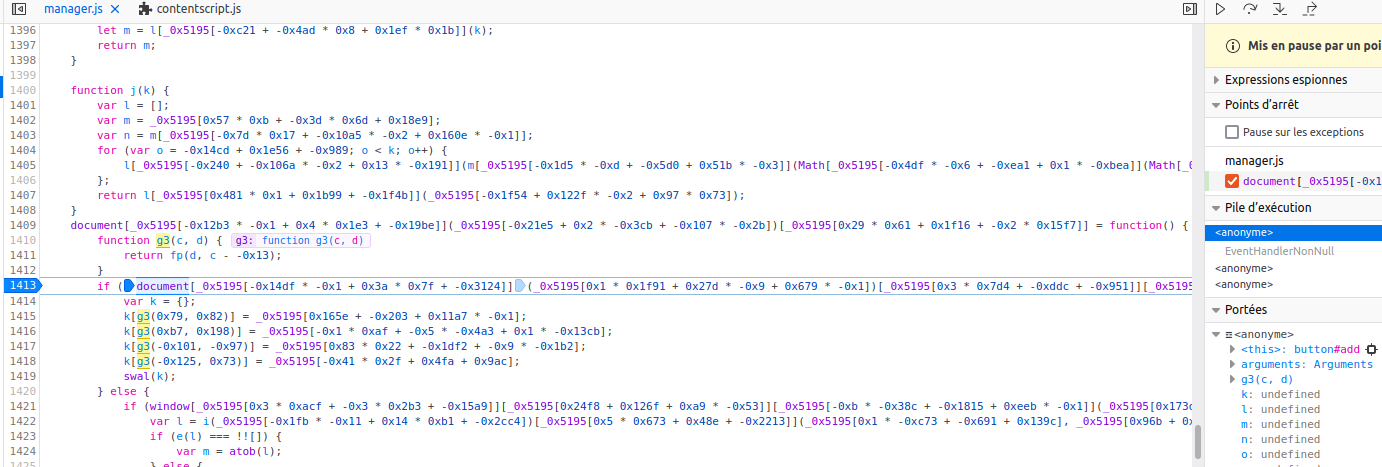 manager.js
contentscript.js
1396 let m = l[_0x5195[-0xc21 + -0x4ad * 0x8 + 0x1ef * 0x1b]](k);
1397 return m;
1398 }
1399
1400 function j(k) {
1401 var l = [];
1402 var m = _0x5195[0x57 * 0xb + -0x3d * 0x6d + 0x18e9];
1403 var n = m[_0x5195[-0x7d * 0x17 + -0x10a5 * -0x2 + 0x160e * -0x1]];
1404 for (var o = -0x14cd + 0x1e56 + -0x989; o < k; o++) {
1405 l[_0x5195[-0x240 + -0x106a * -0x2 + 0x13 * -0x191]](m[_0x5195[-0x1d5 * -0xd + -0x5d0 + 0x51b * -0x3]](Math[_0x5195[-0x4df * -0x6 + -0xea1 + 0x1 * -0xbea]](Math[_0
1406 };
1407 return l[_0x5195[0x481 * 0x1 + 0x1b99 + -0x1f4b]](_0x5195[-0x1f54 + 0x122f * -0x2 + 0x97 * 0x73]);
1408 }
1409 document[_0x5195[-0x12b3 * -0x1 + 0x4 * 0x1e3 + -0x19be]](_0x5195[-0x21e5 + 0x2 * -0x3cb + -0x107 * -0x2b])[_0x5195[0x29 * 0x61 + 0x1f16 + -0x2 * 0x15f7]] = function() {
1410 function g3(c, d) { g3: function g3(c, d)
1411 return fp(d, c - -0x13);
1412 }
1413 if (document[_0x5195[-0x14df * -0x1 + 0x3a * 0x7f + -0x3124]](_0x5195[0x1 * 0x1f91 + 0x27d * -0x9 + 0x679 * -0x1])[_0x5195[0x3 * 0x7d4 + -0xddc + -0x951]][_0x5195
1414 var k = {};
1415 k[g3(0x79, 0x82)] = _0x5195[0x165e + -0x203 + 0x11a7 * -0x1];
1416 k[g3(0xb7, 0x198)] = _0x5195[-0x1 * 0xaf + -0x5 * -0x4a3 + 0x1 * -0x13cb];
1417 k[g3(-0x101, -0x97)] = _0x5195[0x83 * 0x22 + -0x1df2 + -0x9 * -0x1b2];
1418 k[g3(-0x125, 0x73)] = _0x5195[-0x41 * 0x2f + 0x4fa + 0x9ac];
1419 swal(k);
1420 } else {
1421 if (window[_0x5195[0x3 * 0xacf + -0x3 * 0x2b3 + -0x15a9]][_0x5195[0x24f8 + 0x126f + 0xa9 * -0x53]][_0x5195[-0xb * -0x38c + -0x1815 + 0xeeb * -0x1]](_0x5195[0x173c
1422 var l = i(_0x5195[-0x1fb * -0x11 + 0x14 * 0xb1 + -0x2cc4])[_0x5195[0x5 * 0x673 + 0x48e + -0x2213]](_0x5195[0x1 * -0xc73 + -0x691 + 0x139c], _0x5195[0x96b + 0x
1423 if (e(l) === !![]) {
1424 var m = atob(l);
1425 } else {
Mis en pause par un poi
Expressions espionnes
Points d’arrêt
Pause sur les exceptions
manager.js
document[_0x5195[-0x1
Pile d’exécution
<anonyme>
EventHandlerNonNull
<anonyme>
<anonyme>
Portées
<anonyme>
<this>: button#add
arguments: Arguments
g3(c, d)
k: undefined
l: undefined
m: undefined
n: undefined
o: undefined